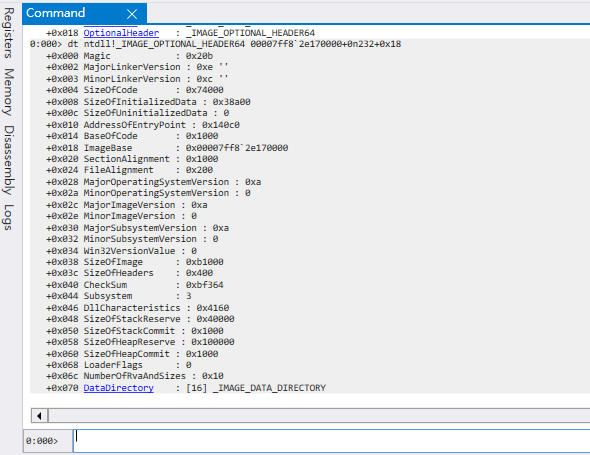 Command
Registers
Memory
Disassembly
Logs
+0x018 OptionalHeader : _IMAGE_OPTIONAL_HEADER64
0:000> dt ntdll!_IMAGE_OPTIONAL_HEADER64 00007ff8`2e170000+0n232+0x18
+0x000 Magic : 0x20b
+0x002 MajorLinkerVersion : 0xe ''
+0x003 MinorLinkerVersion : 0xc ''
+0x004 SizeOfCode : 0x74000
+0x008 SizeOfInitializedData : 0x38a00
+0x00c SizeOfUninitializedData : 0
+0x010 AddressOfEntryPoint : 0x140c0
+0x014 BaseOfCode : 0x1000
+0x018 ImageBase : 0x00007ff8`2e170000
+0x020 SectionAlignment : 0x1000
+0x024 FileAlignment : 0x200
+0x028 MajorOperatingSystemVersion : 0xa
+0x02a MinorOperatingSystemVersion : 0
+0x02c MajorImageVersion : 0xa
+0x02e MinorImageVersion : 0
+0x030 MajorSubsystemVersion : 0xa
+0x032 MinorSubsystemVersion : 0
+0x034 Win32VersionValue : 0
+0x038 SizeOfImage : 0xb1000
+0x03c SizeOfHeaders : 0x400
+0x040 CheckSum : 0xbf364
+0x044 Subsystem : 3
+0x046 DllCharacteristics : 0x4160
+0x048 SizeOfStackReserve : 0x40000
+0x050 SizeOfStackCommit : 0x1000
+0x058 SizeOfHeapReserve : 0x100000
+0x060 SizeOfHeapCommit : 0x1000
+0x068 LoaderFlags : 0
+0x06c NumberOfRvaAndSizes : 0x10
+0x070 DataDirectory : [16] _IMAGE_DATA_DIRECTORY
0:000>